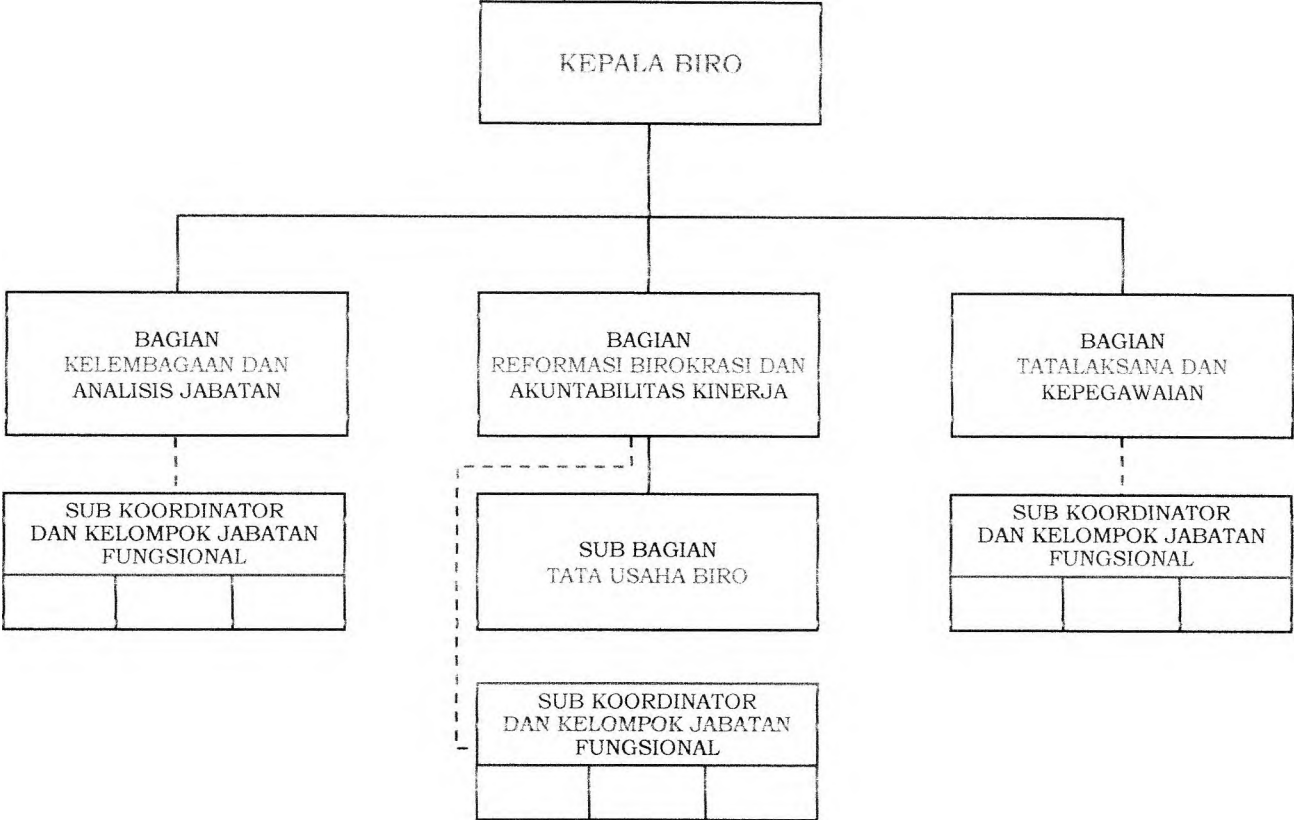 KEPALA BIRO
BAGIAN
KELEMBAGAAN DAN
ANALISIS JABATAN
BAGIAN
REFORMASI BIROKRASI DAN
AKUNTABILITAS KINERJA
BAGIAN
TATALAKSANA DAN
KEPEGAWAIAN
SUB KOORDINATOR
DAN KELOMPOK JABATAN
FUNGSIONAL
SUB BAGIAN
TATA USAHA BIRO
SUB KOORDINATOR
DAN KELOMPOK JABATAN
FUNGSIONAL
SUB KOORDINATOR
DAN KELOMPOK JABATAN
FUNGSIONAL